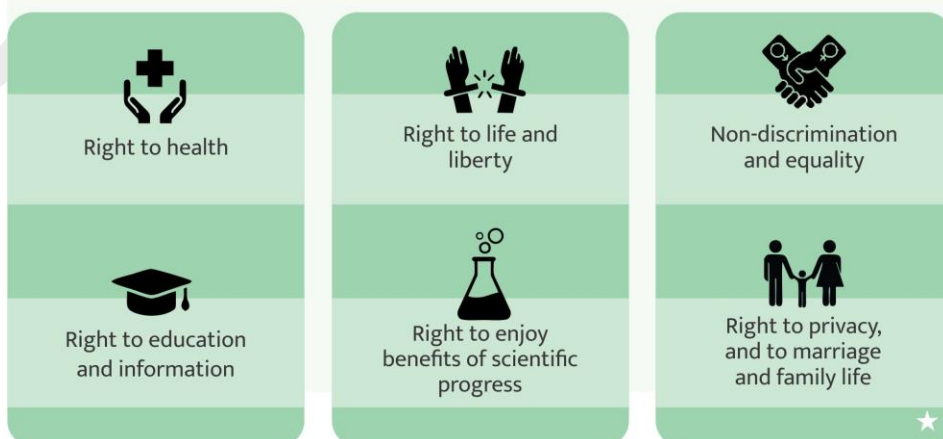 Right to health
Right to life and
liberty
Non-discrimination
and equality
Right to education
and information
Right to enjoy
benefits of scientific
progress
Right to privacy,
and to marriage
and family life